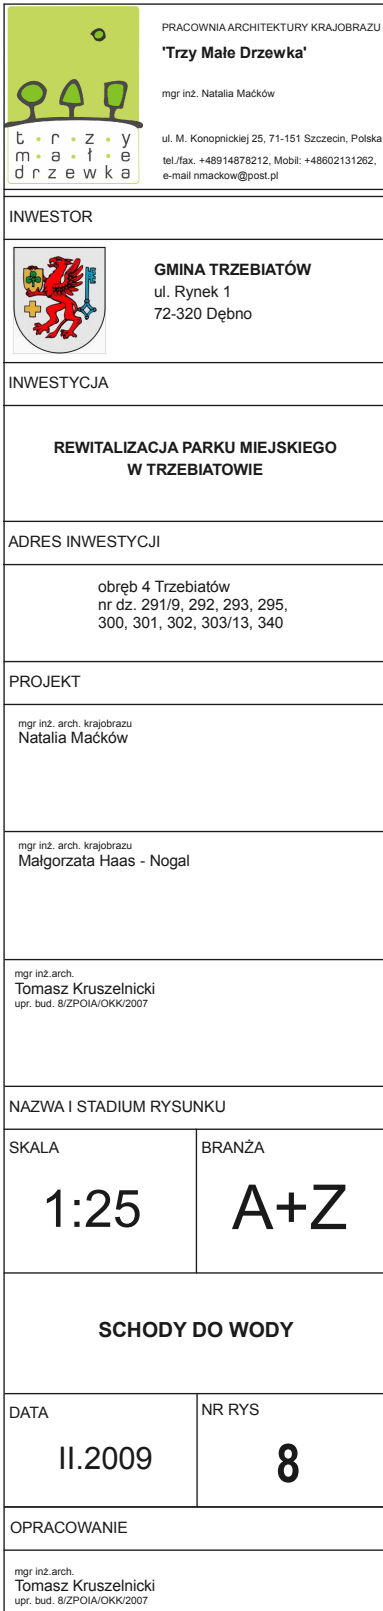 t · r · z · y
m · a · ł · e
d r z e w k a
PRACOWNIA ARCHITEKTURY KRAJOBRAZU
'Trzy Małe Drzewka'
mgr inż. Natalia Maćków
ul. M. Konopnickiej 25, 71-151 Szczecin, Polska
tel./fax. +48914878212, Mobil: +48602131262,
e-mail nmackow@post.pl
INWESTOR
GMINA TRZEBIATÓW
ul. Rynek 1
72-320 Dębno
INWESTYCJA
REWITALIZACJA PARKU MIEJSKIEGO
W TRZEBIATOWIE
ADRES INWESTYCJI
obręb 4 Trzebiatów
nr dz. 291/9, 292, 293, 295,
300, 301, 302, 303/13, 340
PROJEKT
mgr inż. arch. krajobrazu
Natalia Maćków
mgr inż. arch. krajobrazu
Małgorzata Haas - Nogal
mgr inż.arch.
Tomasz Kruszelnicki
upr. bud. 8/ZPOIA/OKK/2007
NAZWA I STADIUM RYSUNKU
SKALA
1:25
BRANŻA
A+Z
SCHODY DO WODY
DATA
II.2009
NR RYS
8
OPRACOWANIE
mgr inż.arch.
Tomasz Kruszelnicki
upr. bud. 8/ZPOIA/OKK/2007